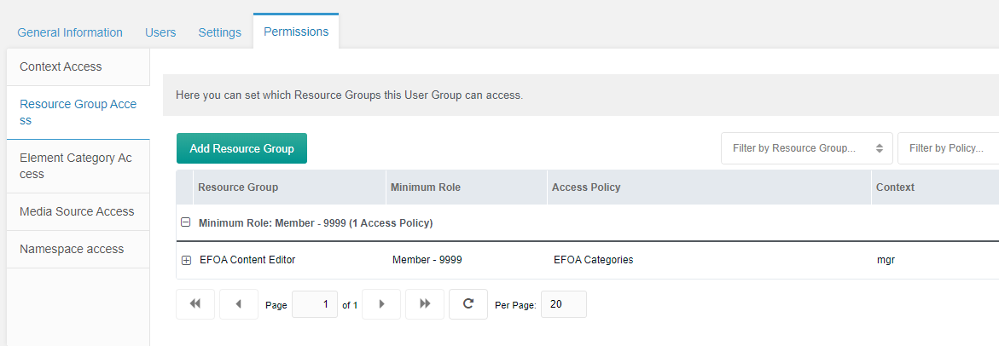 General Information Users Settings Permissions
Context Access
Resource Group Acce
ss
Element Category Ac
cess
Media Source Access
Namespace access
Here you can set which Resource Groups this User Group can access.
Add Resource Group Filter by Resource Group... Filter by Policy...
Resource Group Minimum Role Access Policy Context
Minimum Role: Member - 9999 (1 Access Policy)
EFOA Content Editor Member - 9999 EFOA Categories mgr
Page 1 of 1 Per Page: 20